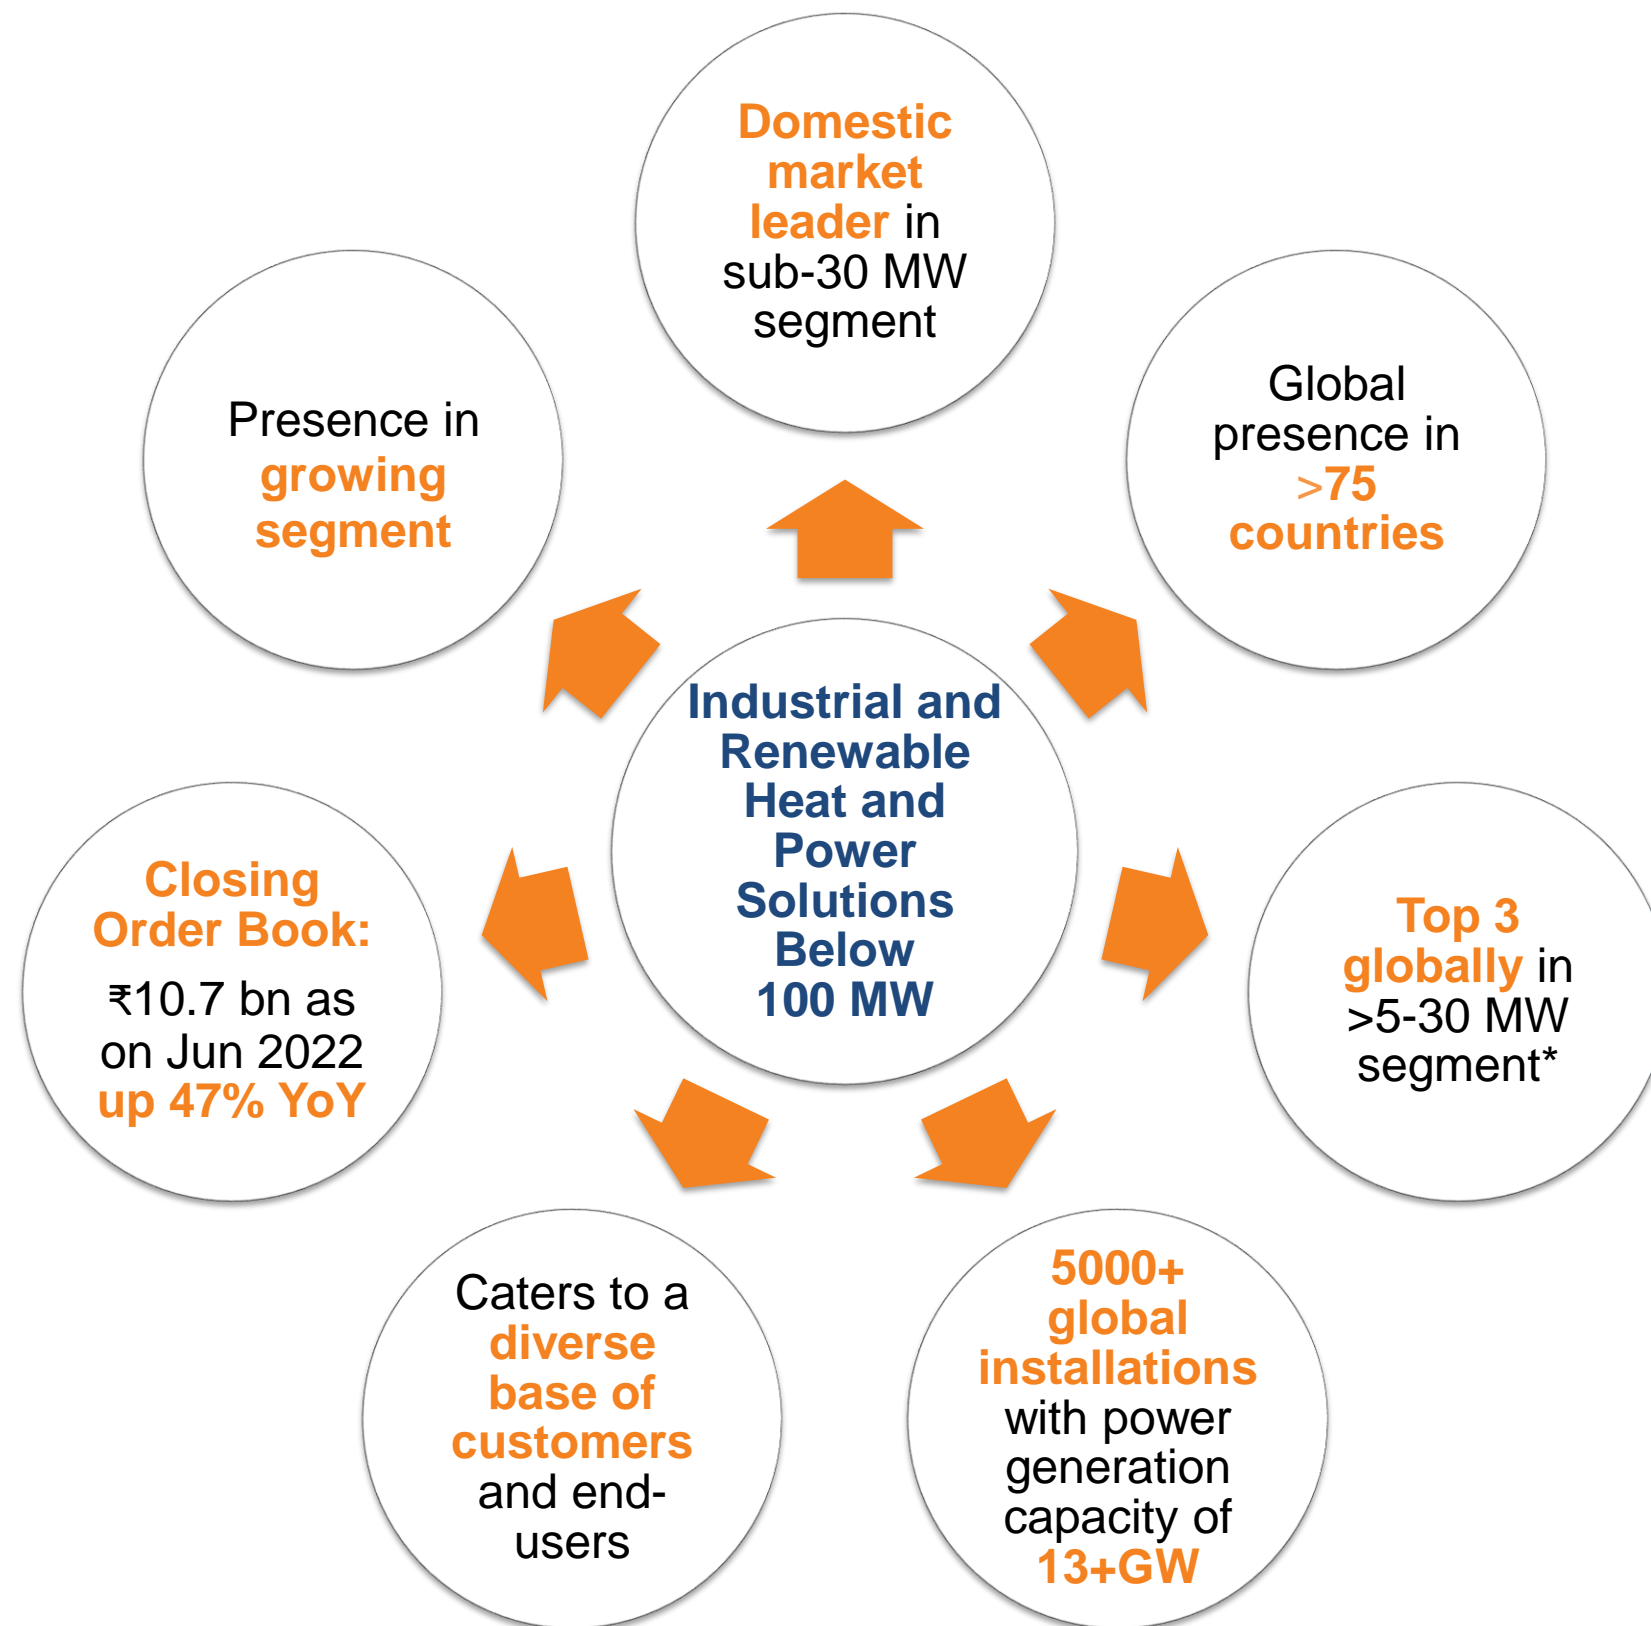 Domestic
market
leader in
sub-30 MW
segment
Global
presence in
>75
countries
Top 3
globally in
>5-30 MW
segment*
5000+
global
installations
with power
generation
capacity of
13+GW
Caters to a
diverse
base of
customers
and end-
users
Closing
Order Book:
₹10.7 bn as
on Jun 2022
up 47% YoY
Presence in
growing
segment
Industrial and
Renewable
Heat and
Power
Solutions
Below
100 MW